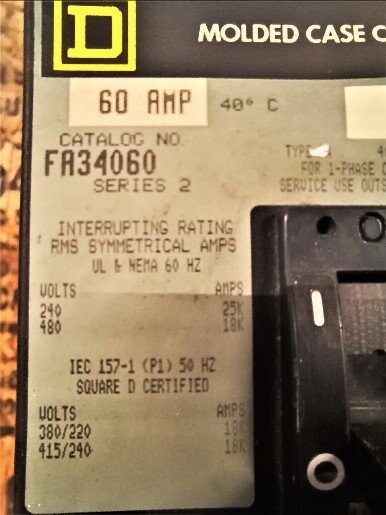 D
MOLDED CASE C
60 AMP 40° C
CATALOG NO.
FA34060
SERIES 2
TYPE
FOR 1-PHASE
SERVICE USE OUTS
INTERRUPTING RATING
RMS SYMMETRICAL AMPS
UL & NEMA 60 HZ
VOLTS AMPS
240 25K
480 18K
IEC 157-1 (P1) 50 HZ
SQUARE D CERTIFIED
VOLTS AMPS
380/220 18K
415/240 18K